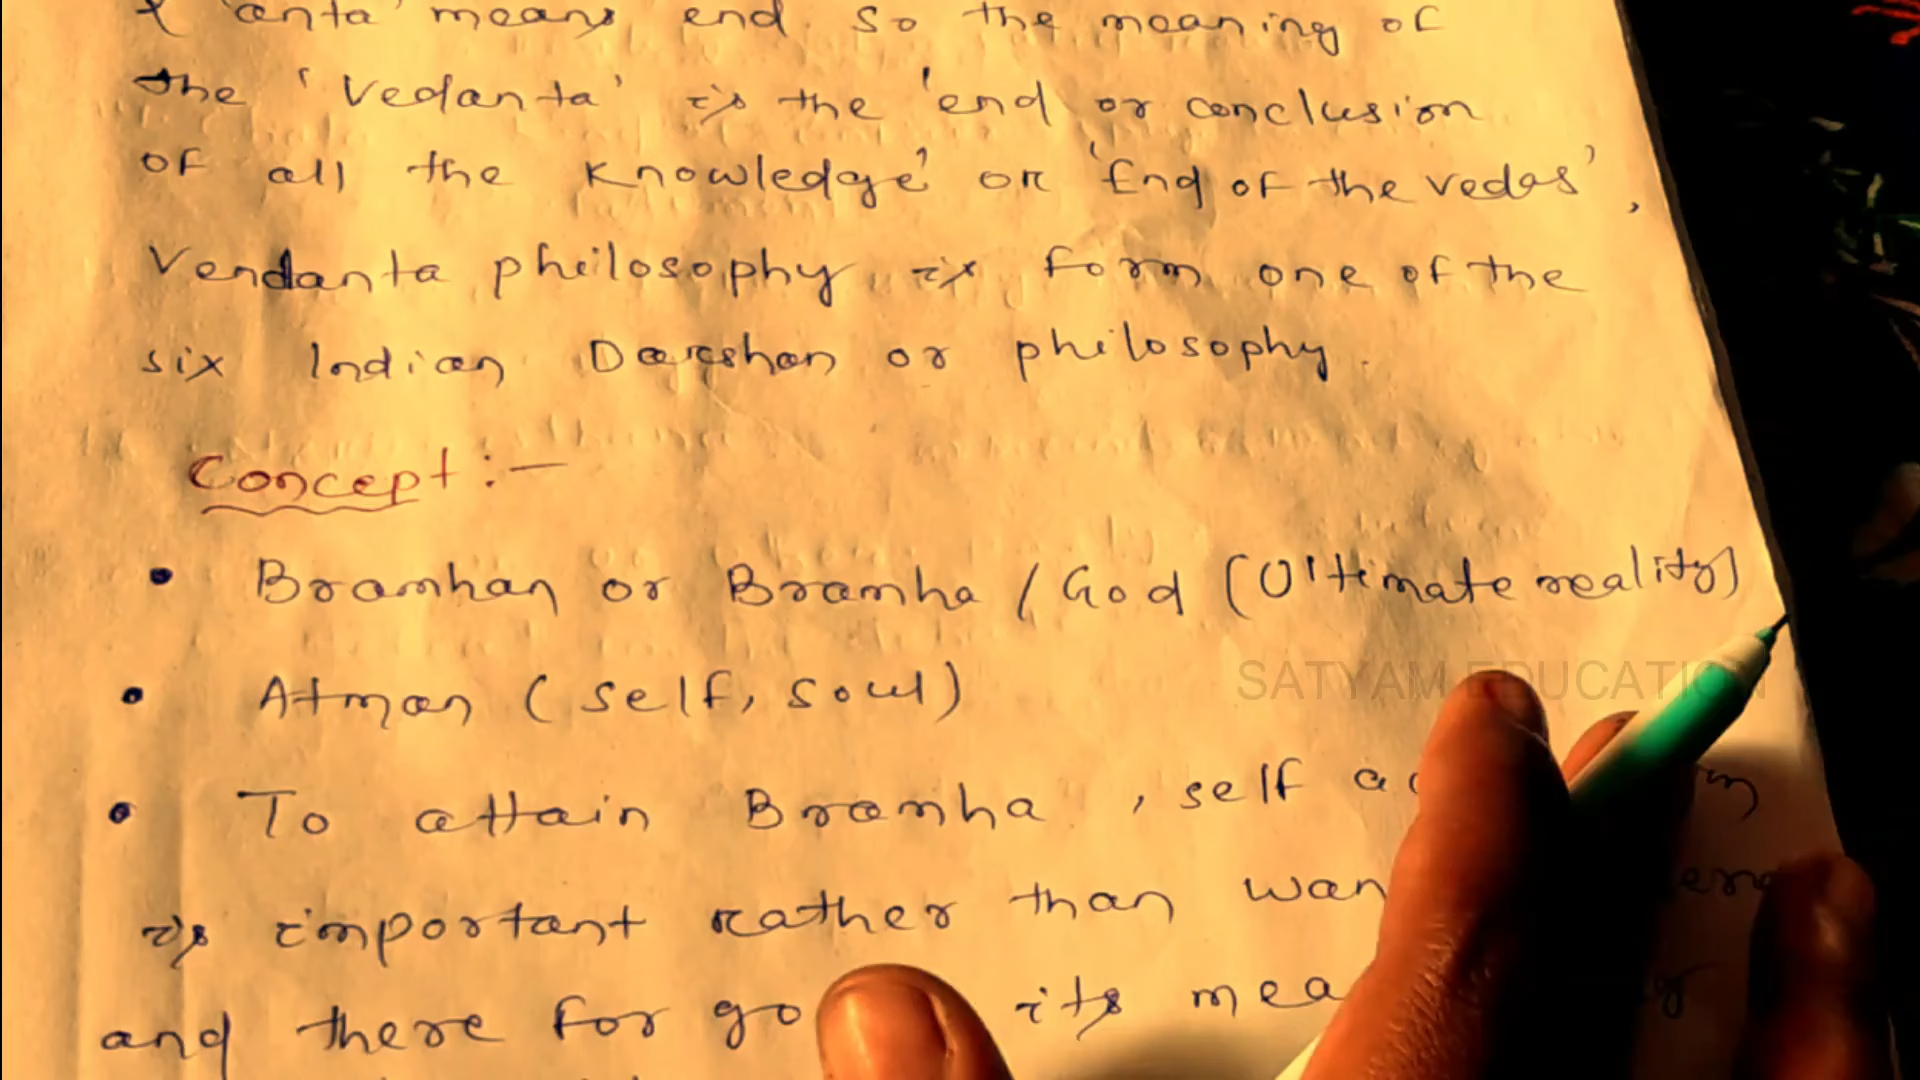 & 'anta' means end. so the meaning of
the 'Vedanta' is the 'end or conclusion
of all the Knowledge' or 'End of the vedas',
Vendanta philosophy is form one of the
six Indian Darshan or philosophy.
Concept :-
• Bramhan or Bramha / God (Ultimate reality)
SATYAM EDUCATION
• Atman (self, soul)
• To attain Bramha, self
is important rather than
and there for its